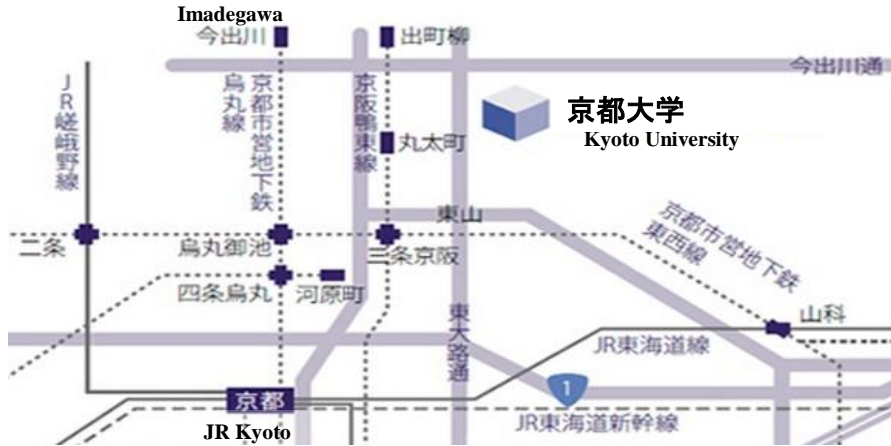 Imadegawa
今出川
出町柳
今出川通
JR嵯峨野線
京都市営地下鉄
烏丸線
京阪鴨東線
丸太町
京都大学
Kyoto University
二条
烏丸御池
三条京阪
東山
京都市営地下鉄
東西線
四条烏丸
河原町
東大路通
山科
JR東海道線
1
京都
JR東海道新幹線
JR Kyoto